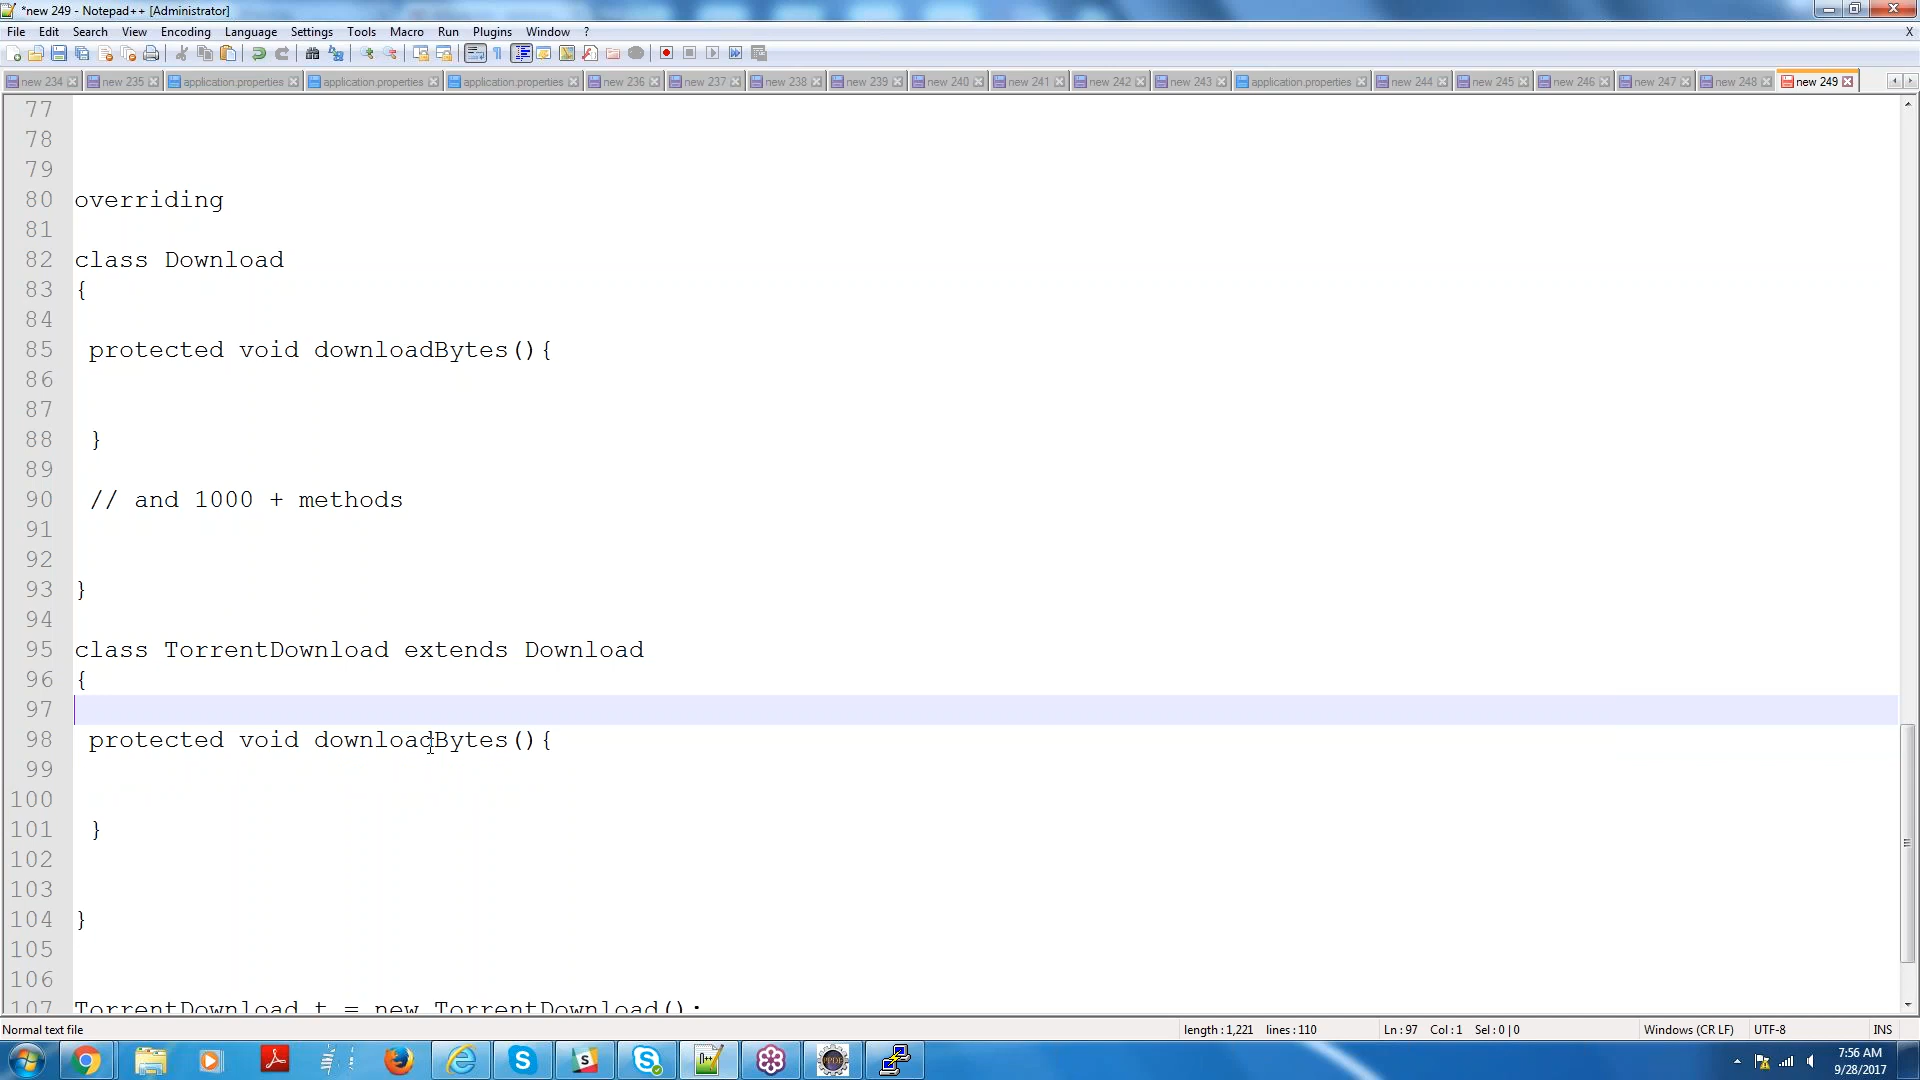 *new 249 - Notepad++ [Administrator]
File Edit Search View Encoding Language Settings Tools Macro Run Plugins Window ? X
new 234 new 235 application.properties application.properties application.properties new 236 new 237 new 238 new 239 new 240 new 241 new 242 new 243 application.properties new 244 new 245 new 246 new 247 new 248 new 249
77
78
79
80 overriding
81
82 class Download
83 {
84
85 protected void downloadBytes(){
86
87
88 }
89
90 // and 1000 + methods
91
92
93 }
94
95 class TorrentDownload extends Download
96 {
97
98 protected void downloadBytes(){
99
100
101 }
102
103
104 }
105
106
107 TorrentDownload t = new TorrentDownload();
Normal text file length : 1,221 lines : 110 Ln : 97 Col : 1 Sel : 0 | 0 Windows (CR LF) UTF-8 INS
7:56 AM
9/28/2017